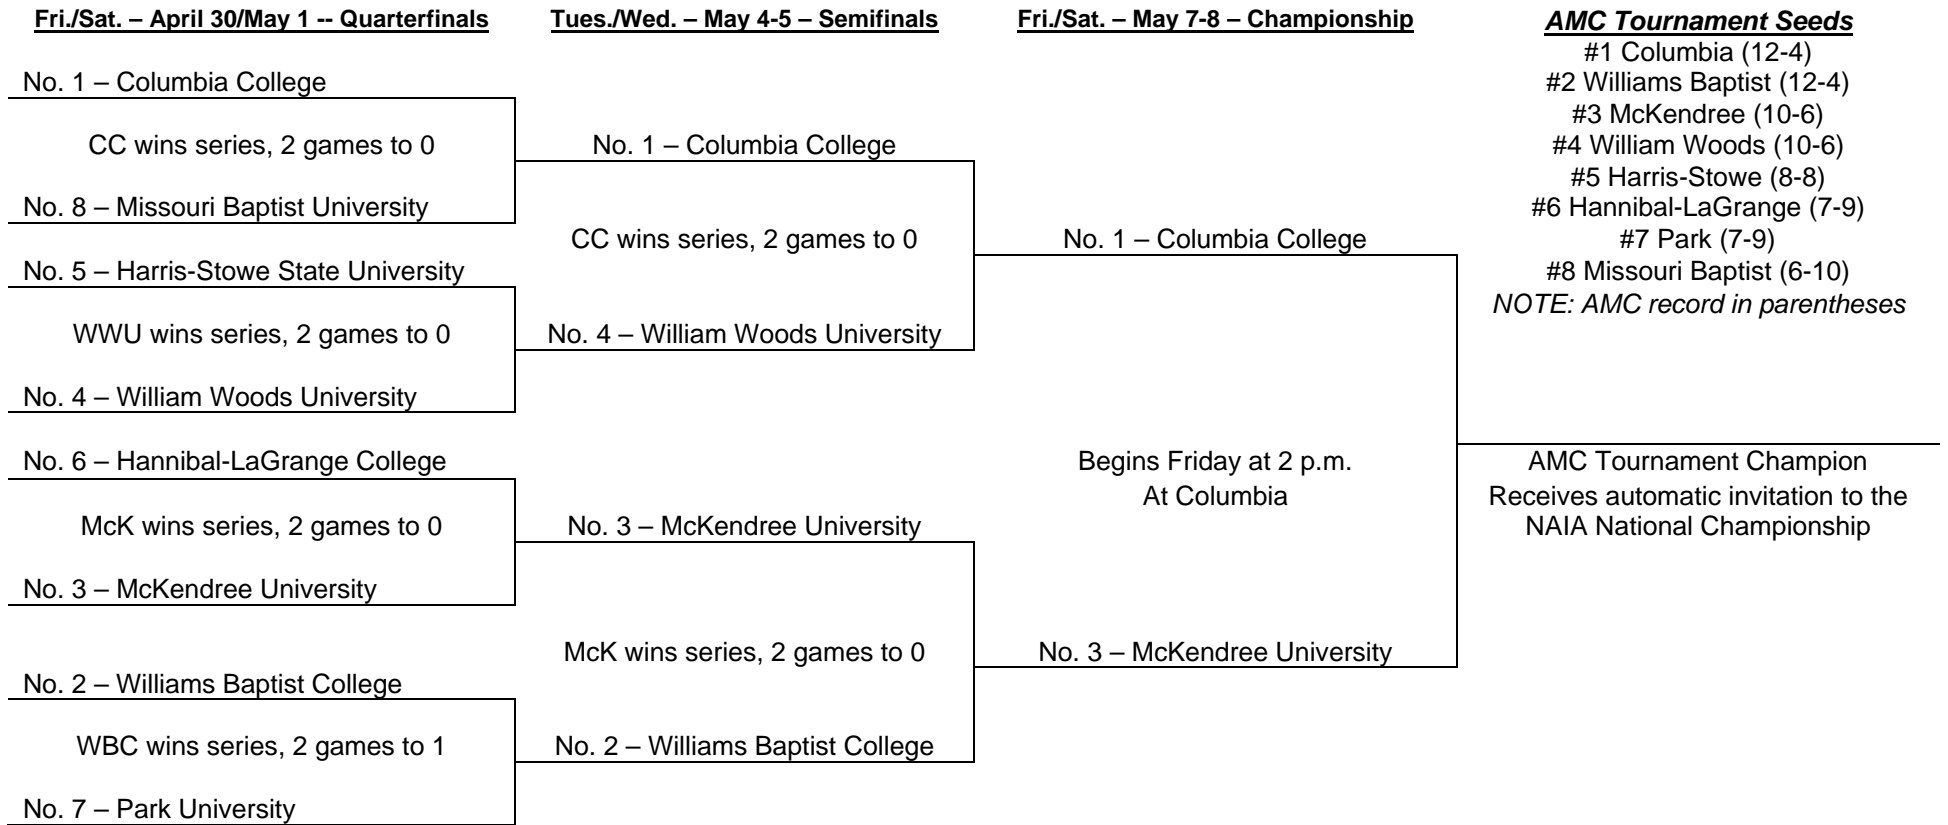 Fri./Sat. – April 30/May 1 -- Quarterfinals
No. 1 – Columbia College
CC wins series, 2 games to 0
No. 8 – Missouri Baptist University
No. 5 – Harris-Stowe State University
WWU wins series, 2 games to 0
No. 4 – William Woods University
No. 6 – Hannibal-LaGrange College
McK wins series, 2 games to 0
No. 3 – McKendree University
No. 2 – Williams Baptist College
WBC wins series, 2 games to 1
No. 7 – Park University
Tues./Wed. – May 4-5 – Semifinals
No. 1 – Columbia College
CC wins series, 2 games to 0
No. 4 – William Woods University
No. 3 – McKendree University
McK wins series, 2 games to 0
No. 2 – Williams Baptist College
Fri./Sat. – May 7-8 – Championship
No. 1 – Columbia College
Begins Friday at 2 p.m.
At Columbia
No. 3 – McKendree University
AMC Tournament Seeds
#1 Columbia (12-4)
#2 Williams Baptist (12-4)
#3 McKendree (10-6)
#4 William Woods (10-6)
#5 Harris-Stowe (8-8)
#6 Hannibal-LaGrange (7-9)
#7 Park (7-9)
#8 Missouri Baptist (6-10)
NOTE: AMC record in parentheses
AMC Tournament Champion
Receives automatic invitation to the
NAIA National Championship